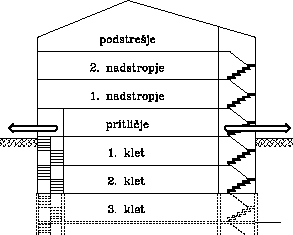 podstrešje
2. nadstropje
1. nadstropje
pritličje
1. klet
2. klet
3. klet